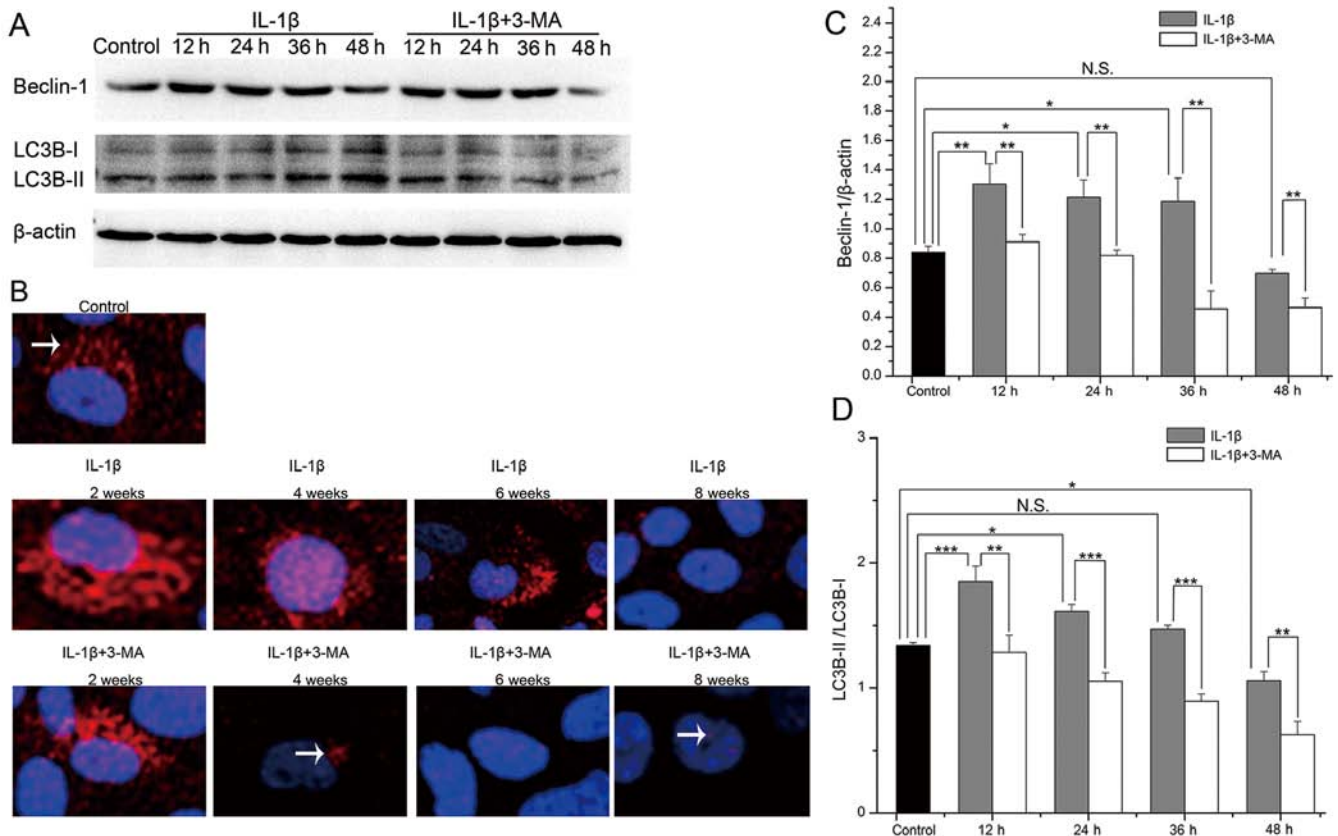 A
IL-1β
IL-1β+3-MA
Control 12 h 24 h 36 h 48 h 12 h 24 h 36 h 48 h
Beclin-1
LC3B-I
LC3B-II
β-actin
B
Control
IL-1β IL-1β IL-1β IL-1β
2 weeks 4 weeks 6 weeks 8 weeks
IL-1β+3-MA IL-1β+3-MA IL-1β+3-MA IL-1β+3-MA
2 weeks 4 weeks 6 weeks 8 weeks
C
IL-1β
IL-1β+3-MA
Beclin-1/β-actin
2.4
2.2
2.0
1.8
1.6
1.4
1.2
1.0
0.8
0.6
0.4
0.2
0.0
N.S.
* **
* **
** ** **
Control 12 h 24 h 36 h 48 h
D
IL-1β
IL-1β+3-MA
LC3B-II /LC3B-I
3
2
1
0
*
N.S.
*
*** ** *** *** **
Control 12 h 24 h 36 h 48 h